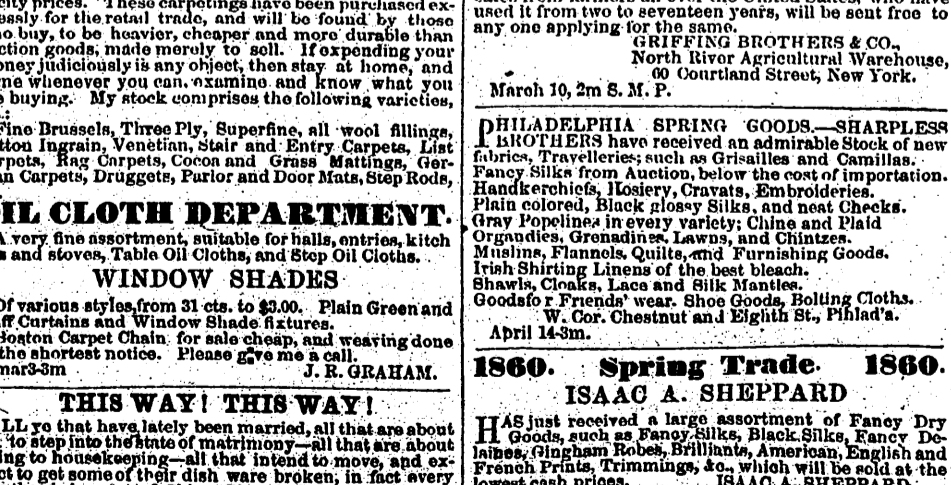 city prices. These carpetings have been purchased ex-
essly for the retail trade, and will be found by those
o buy, to be heavier, cheaper and more durable than
ction goods, made merely to sell. If expending your
oney judiciously is any object, then stay at home, and
me whenever you can, examine and know what you
e buying. My stock comprises the following varieties,
:
Fine Brussels, Three Ply, Superfine, all wool fillings,
tton Ingrain, Venetian, Stair and Entry Carpets, List
rpets, Rag Carpets, Cocoa and Grass Mattings, Ger-
an Carpets, Druggets, Parlor and Door Mats, Step Rods,
IL CLOTH DEPARTMENT.
A very fine assortment, suitable for halls, entries, kitch
s and stoves, Table Oil Cloths, and Step Oil Cloths.
WINDOW SHADES
Of various styles, from 31 cts. to $3.00. Plain Green and
ff Curtains and Window Shade fixtures.
Boston Carpet Chain for sale cheap, and weaving done
the shortest notice. Please give me a call.
mar3-3m J. R. GRAHAM.
THIS WAY! THIS WAY!
LL ye that have lately been married, all that are about
to step into the state of matrimony—all that are about
ing to housekeeping—all that intend to move, and ex-
ct to get some of their dish ware broken, in fact every
used it from two to seventeen years, will be sent free to
any one applying for the same.
GRIFFING BROTHERS & CO.,
North River Agricultural Warehouse,
60 Courtland Street, New York.
March 10, 2m S. M. P.
PHILADELPHIA SPRING GOODS.—SHARPLESS
BROTHERS have received an admirable Stock of new
fabrics, Travelleries; such as Grisailles and Camillas.
Fancy Silks from Auction, below the cost of importation.
Handkerchiefs, Hosiery, Cravats, Embroideries.
Plain colored, Black glossy Silks, and neat Checks.
Gray Popelines in every variety; Chine and Plaid
Organdies, Grenadines, Lawns, and Chintzes.
Muslins, Flannels, Quilts, and Furnishing Goods.
Irish Shirting Linens of the best bleach.
Shawls, Cloaks, Lace and Silk Mantles.
Goodsfo r Friends' wear. Shoe Goods, Bolting Cloths.
W. Cor. Chestnut and Eighth St., Philad'a.
April 14-3m.
1860. Spring Trade. 1860.
ISAAC A. SHEPPARD
HAS just received a large assortment of Fancy Dry
Goods, such as Fancy Silks, Black Silks, Fancy De-
laines, Gingham Robes, Brilliants, American, English and
French Prints, Trimmings, &c., which will be sold at the
lowest cash prices. ISAAC A. SHEPPARD